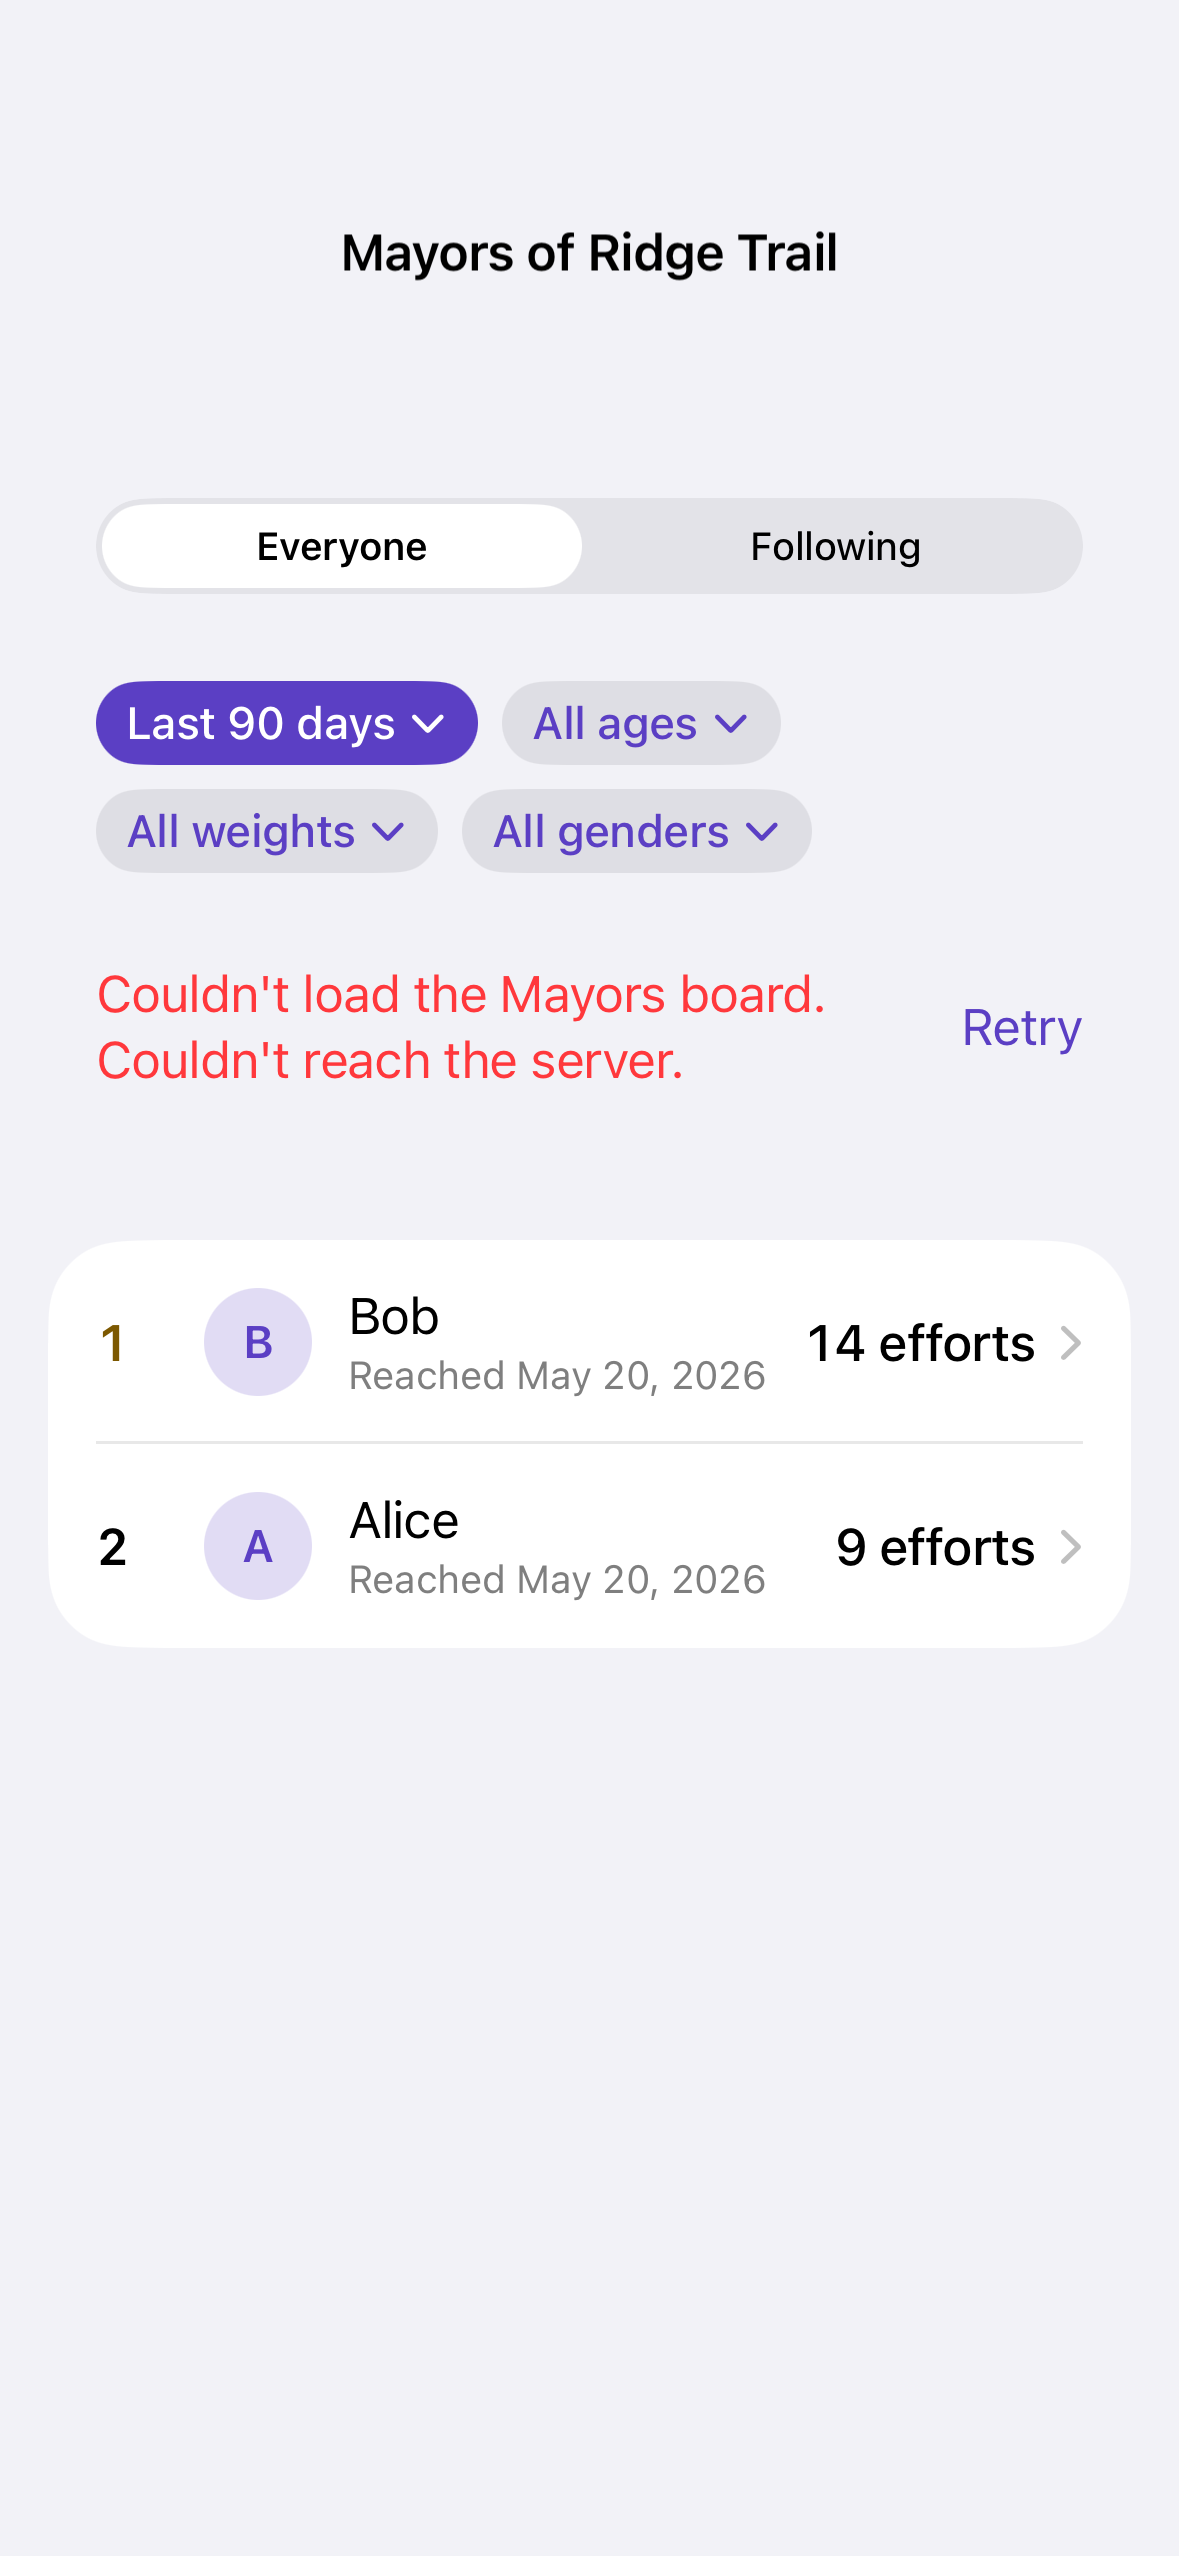 Mayors of Ridge Trail
Everyone
Following
Last 90 days
All ages
All weights
All genders
Couldn't load the Mayors board.
Couldn't reach the server.
Retry
1
B
Bob
Reached May 20, 2026
14 efforts
2
A
Alice
Reached May 20, 2026
9 efforts